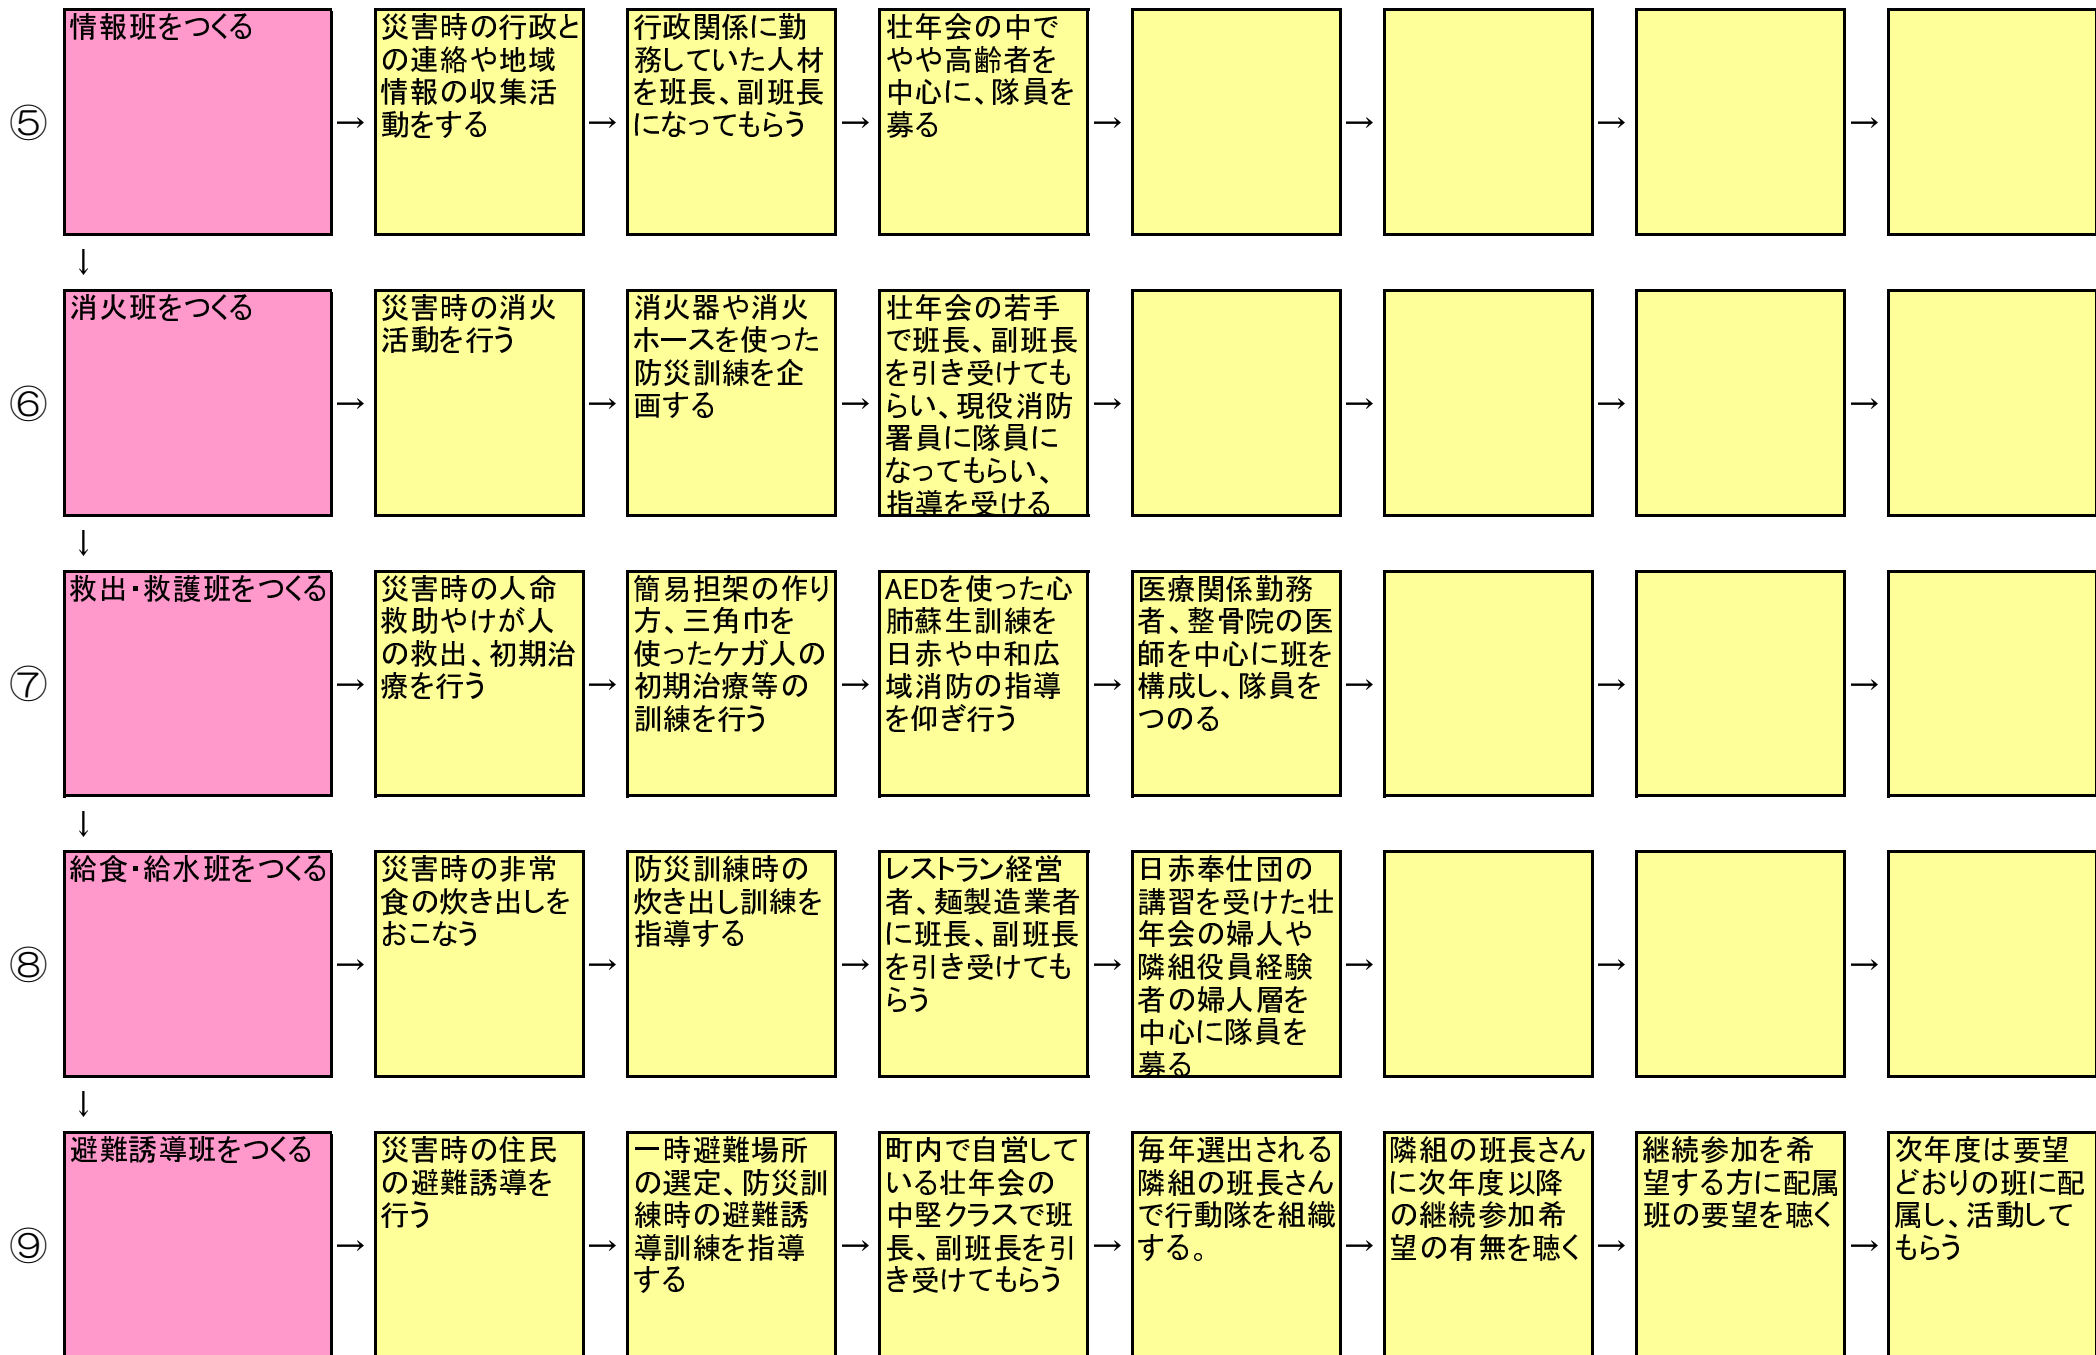 ⑤
情報班をつくる
→
災害時の行政と
の連絡や地域
情報の収集活
動をする
→
行政関係に勤
務していた人材
を班長、副班長
になってもらう
→
壮年会の中で
やや高齢者を
中心に、隊員を
募る
→
→
→
→
↓
⑥
消火班をつくる
→
災害時の消火
活動を行う
→
消火器や消火
ホースを使った
防災訓練を企
画する
→
壮年会の若手
で班長、副班長
を引き受けても
らい、現役消防
署員に隊員に
なってもらい、
指導を受ける
→
→
→
→
↓
⑦
救出・救護班をつくる
→
災害時の人命
救助やけが人
の救出、初期治
療を行う
→
簡易担架の作り
方、三角巾を
使ったケガ人の
初期治療等の
訓練を行う
→
AEDを使った心
肺蘇生訓練を
日赤や中和広
域消防の指導
を仰ぎ行う
→
医療関係勤務
者、整骨院の医
師を中心に班を
構成し、隊員を
つのる
→
→
→
↓
⑧
給食・給水班をつくる
→
災害時の非常
食の炊き出しを
おこなう
→
防災訓練時の
炊き出し訓練を
指導する
→
レストラン経営
者、麺製造業者
に班長、副班長
を引き受けても
らう
→
日赤奉仕団の
講習を受けた壮
年会の婦人や
隣組役員経験
者の婦人層を
中心に隊員を
募る
→
→
→
↓
⑨
避難誘導班をつくる
→
災害時の住民
の避難誘導を
行う
→
一時避難場所
の選定、防災訓
練時の避難誘
導訓練を指導
する
→
町内で自営して
いる壮年会の
中堅クラスで班
長、副班長を引
き受けてもらう
→
毎年選出される
隣組の班長さん
で行動隊を組織
する。
→
隣組の班長さん
に次年度以降
の継続参加希
望の有無を聴く
→
継続参加を希
望する方に配属
班の要望を聴く
→
次年度は要望
どおりの班に配
属し、活動して
もらう